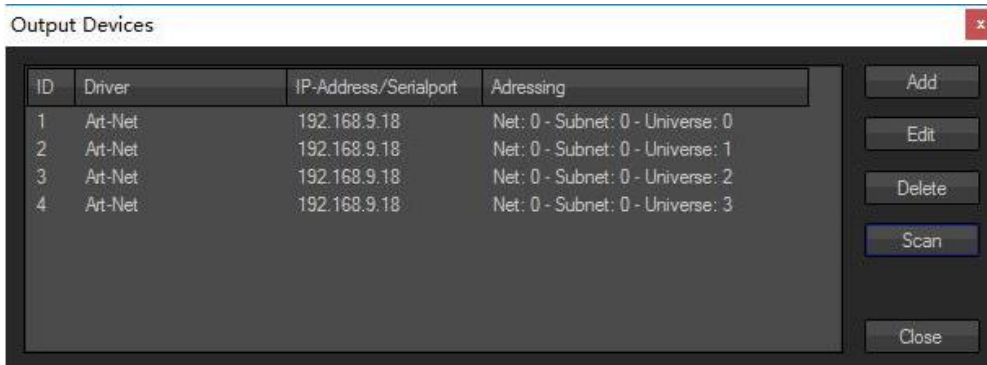 Output Devices
x
ID Driver IP-Address/Serialport Adressing
1 Art-Net 192.168.9.18 Net: 0 - Subnet: 0 - Universe: 0
2 Art-Net 192.168.9.18 Net: 0 - Subnet: 0 - Universe: 1
3 Art-Net 192.168.9.18 Net: 0 - Subnet: 0 - Universe: 2
4 Art-Net 192.168.9.18 Net: 0 - Subnet: 0 - Universe: 3
Add
Edit
Delete
Scan
Close